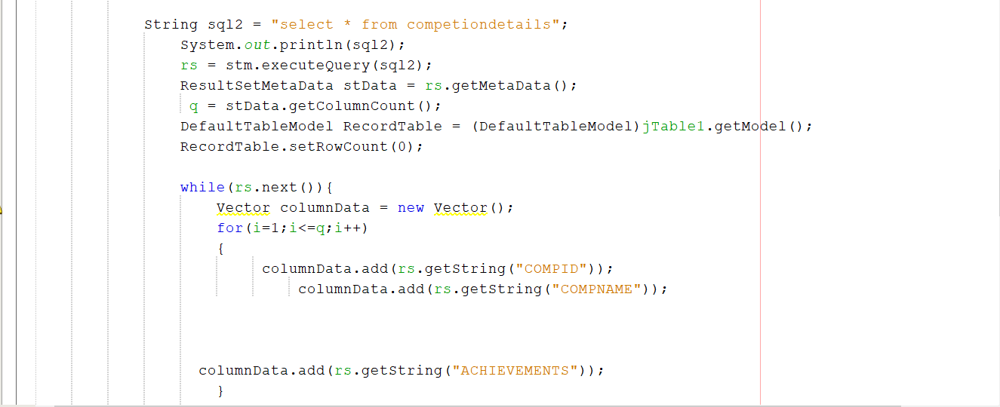 String sql2 = "select * from competiondetails";
System.out.println(sql2);
rs = stm.executeQuery(sql2);
ResultSetMetaData stData = rs.getMetaData();
q = stData.getColumnCount();
DefaultTableModel RecordTable = (DefaultTableModel)jTable1.getModel();
RecordTable.setRowCount(0);
while(rs.next()){
Vector columnData = new Vector();
for(i=1;i<=q;i++)
{
columnData.add(rs.getString("COMPID"));
columnData.add(rs.getString("COMPNAME"));
columnData.add(rs.getString("ACHIEVEMENTS"));
}